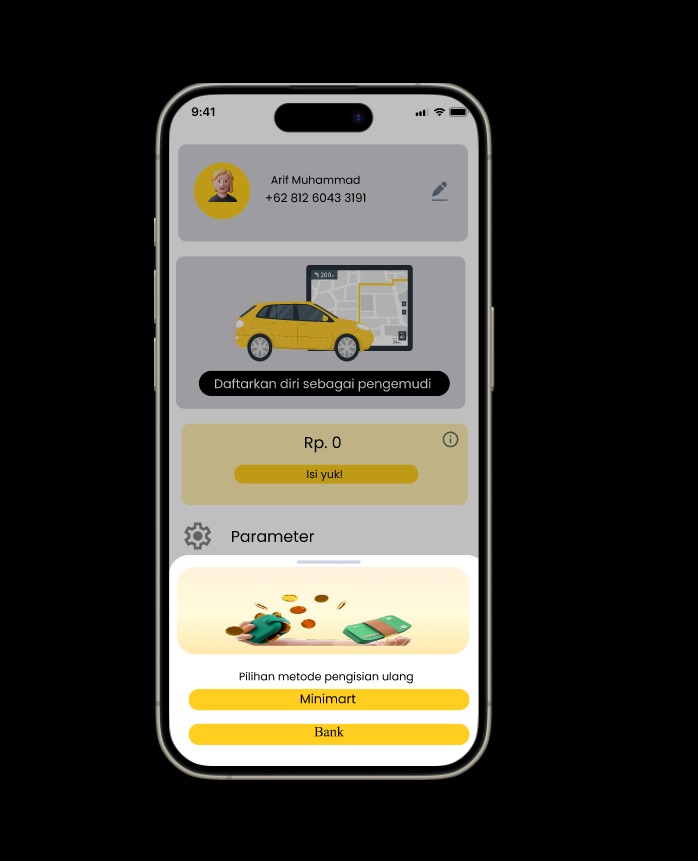 9:41
Arif Muhammad
+62 812 6043 3191
200
Daftarkan diri sebagai pengemudi
Rp. 0
Isi yuk!
Parameter
Pilihan metode pengisian ulang
Minimart
Bank